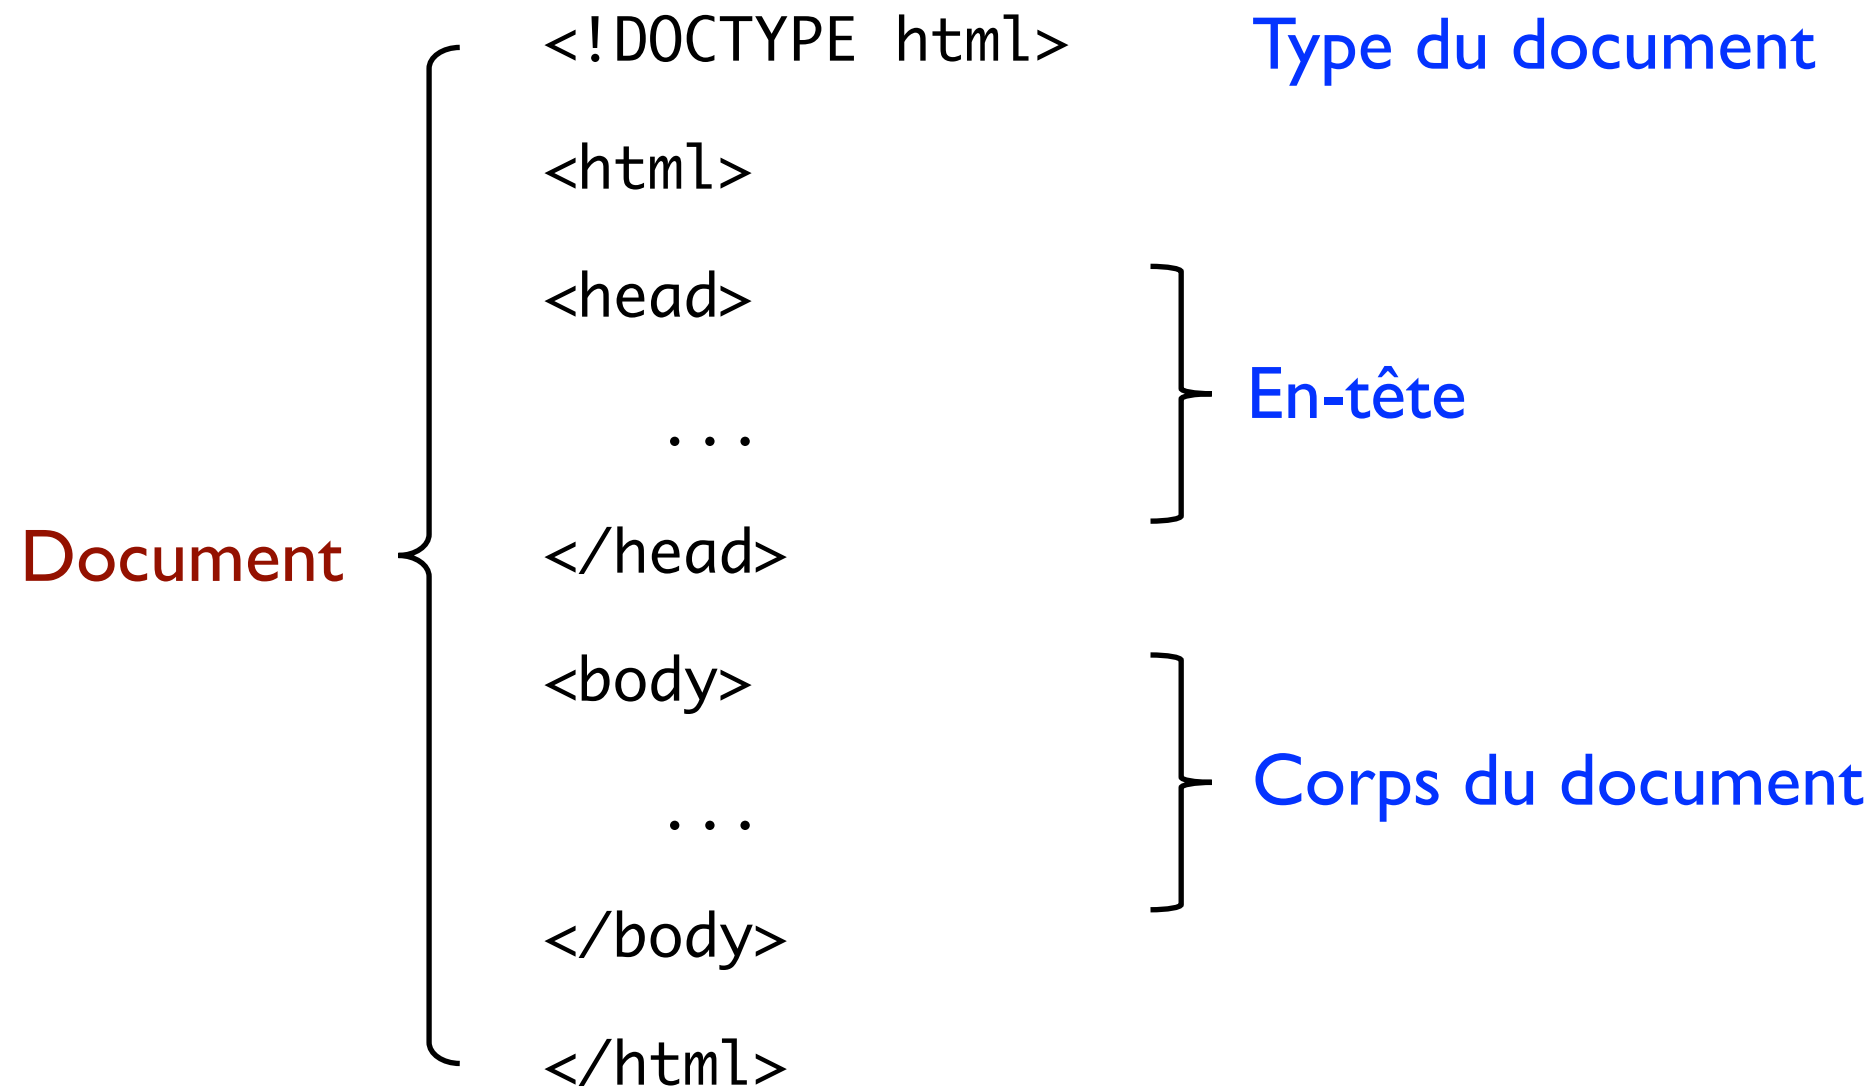 <!DOCTYPE html> Type du document
<html>
<head>
En-tête
...
</head>
Document
<body>
Corps du document
...
</body>
</html>